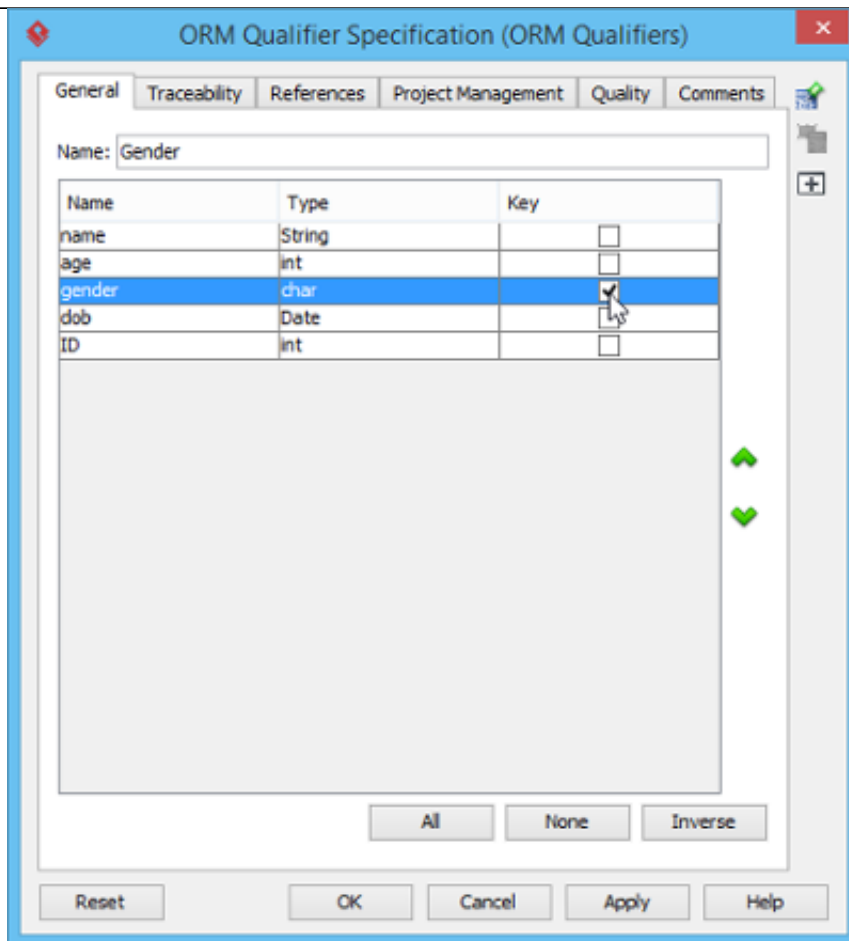 ORM Qualifier Specification (ORM Qualifiers)
General Traceability References Project Management Quality Comments
Name: Gender
Name Type Key
name String
age int
gender char
dob Date
ID int
All None Inverse
Reset OK Cancel Apply Help